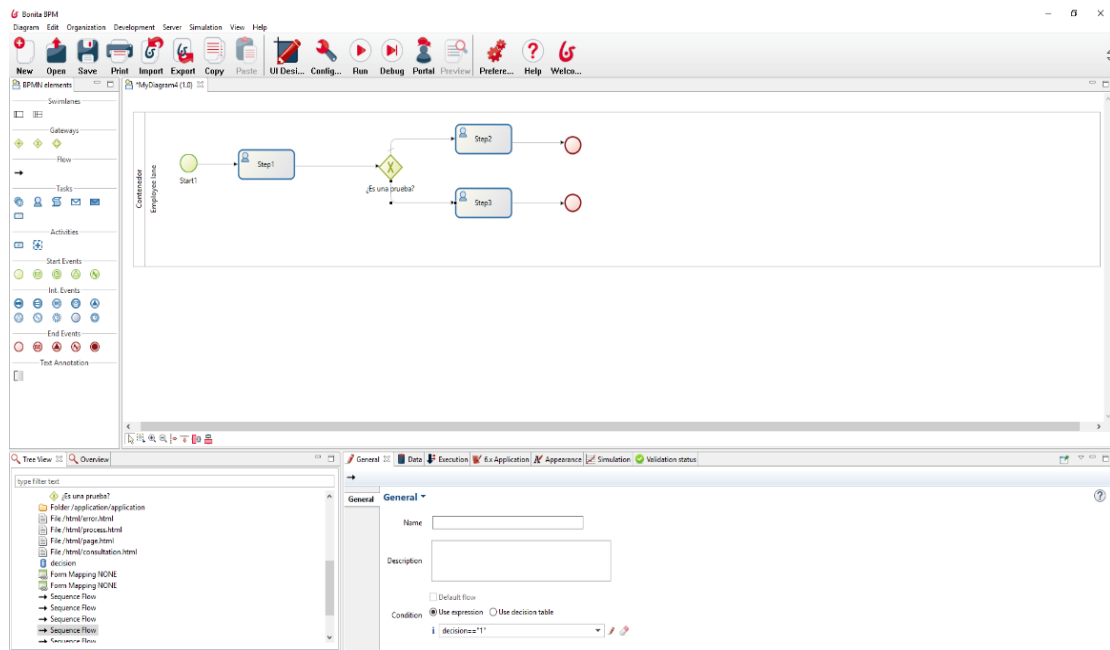 Bonita BPM
Diagram Edit Organization Development Server Simulation View Help
New Open Save Print Import Export Copy Paste UI Desi... Config... Run Debug Portal Preview Prefere... Help Welco...
BPMN elements
*MyDiagram4 (1.0)
Swimlanes
Gateways
Flow
Tasks
Activities
Start Events
Int. Events
End Events
Text Annotation
Contenedor
Employee lane
Start1
Step1
¿Es una prueba?
Step2
Step3
Tree View Overview
type filter text
¿Es una prueba?
Folder /application/application
File /html/error.html
File /html/process.html
File /html/page.html
File /html/consultation.html
decision
Form Mapping NONE
Form Mapping NONE
Sequence Flow
Sequence Flow
Sequence Flow
Sequence Flow
Sequence Flow
General Data Execution 6.x Application Appearance Simulation Validation status
General
General
Name
Description
Default flow
Condition Use expression Use decision table
decision=="1"